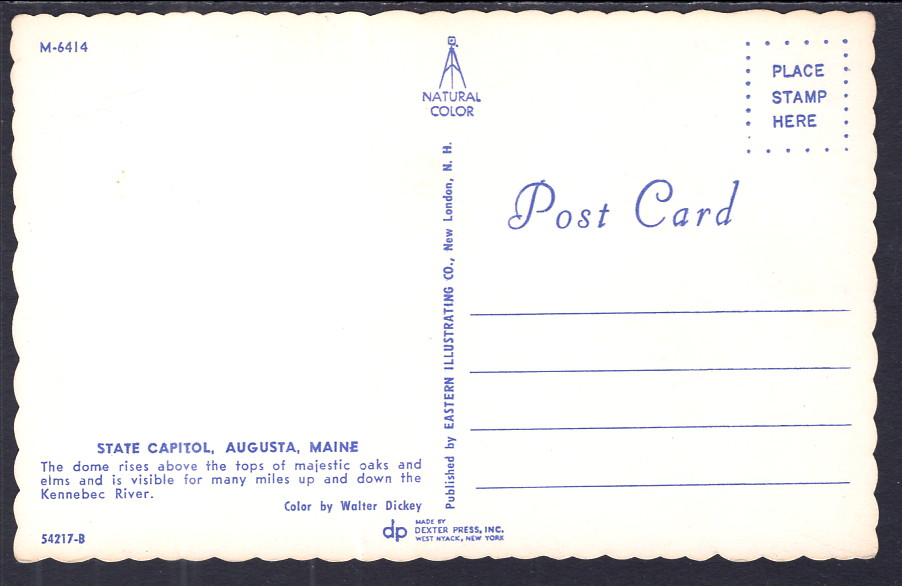 M-6414
NATURAL
COLOR
PLACE
STAMP
HERE
Post Card
Published by EASTERN ILLUSTRATING CO., New London, N. H.
STATE CAPITOL, AUGUSTA, MAINE
The dome rises above the tops of majestic oaks and
elms and is visible for many miles up and down the
Kennebec River.
Color by Walter Dickey
54217-B
dp
MADE BY
DEXTER PRESS, INC.
WEST NYACK, NEW YORK